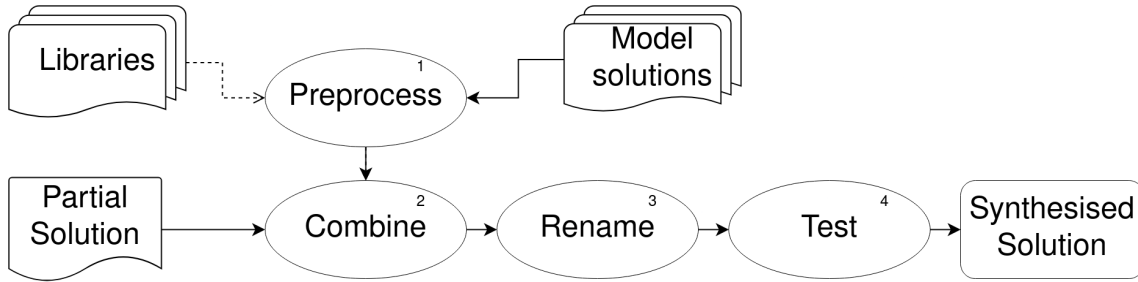 Libraries
1
Preprocess
Model
solutions
Partial
Solution
2
Combine
3
Rename
4
Test
Synthesised
Solution